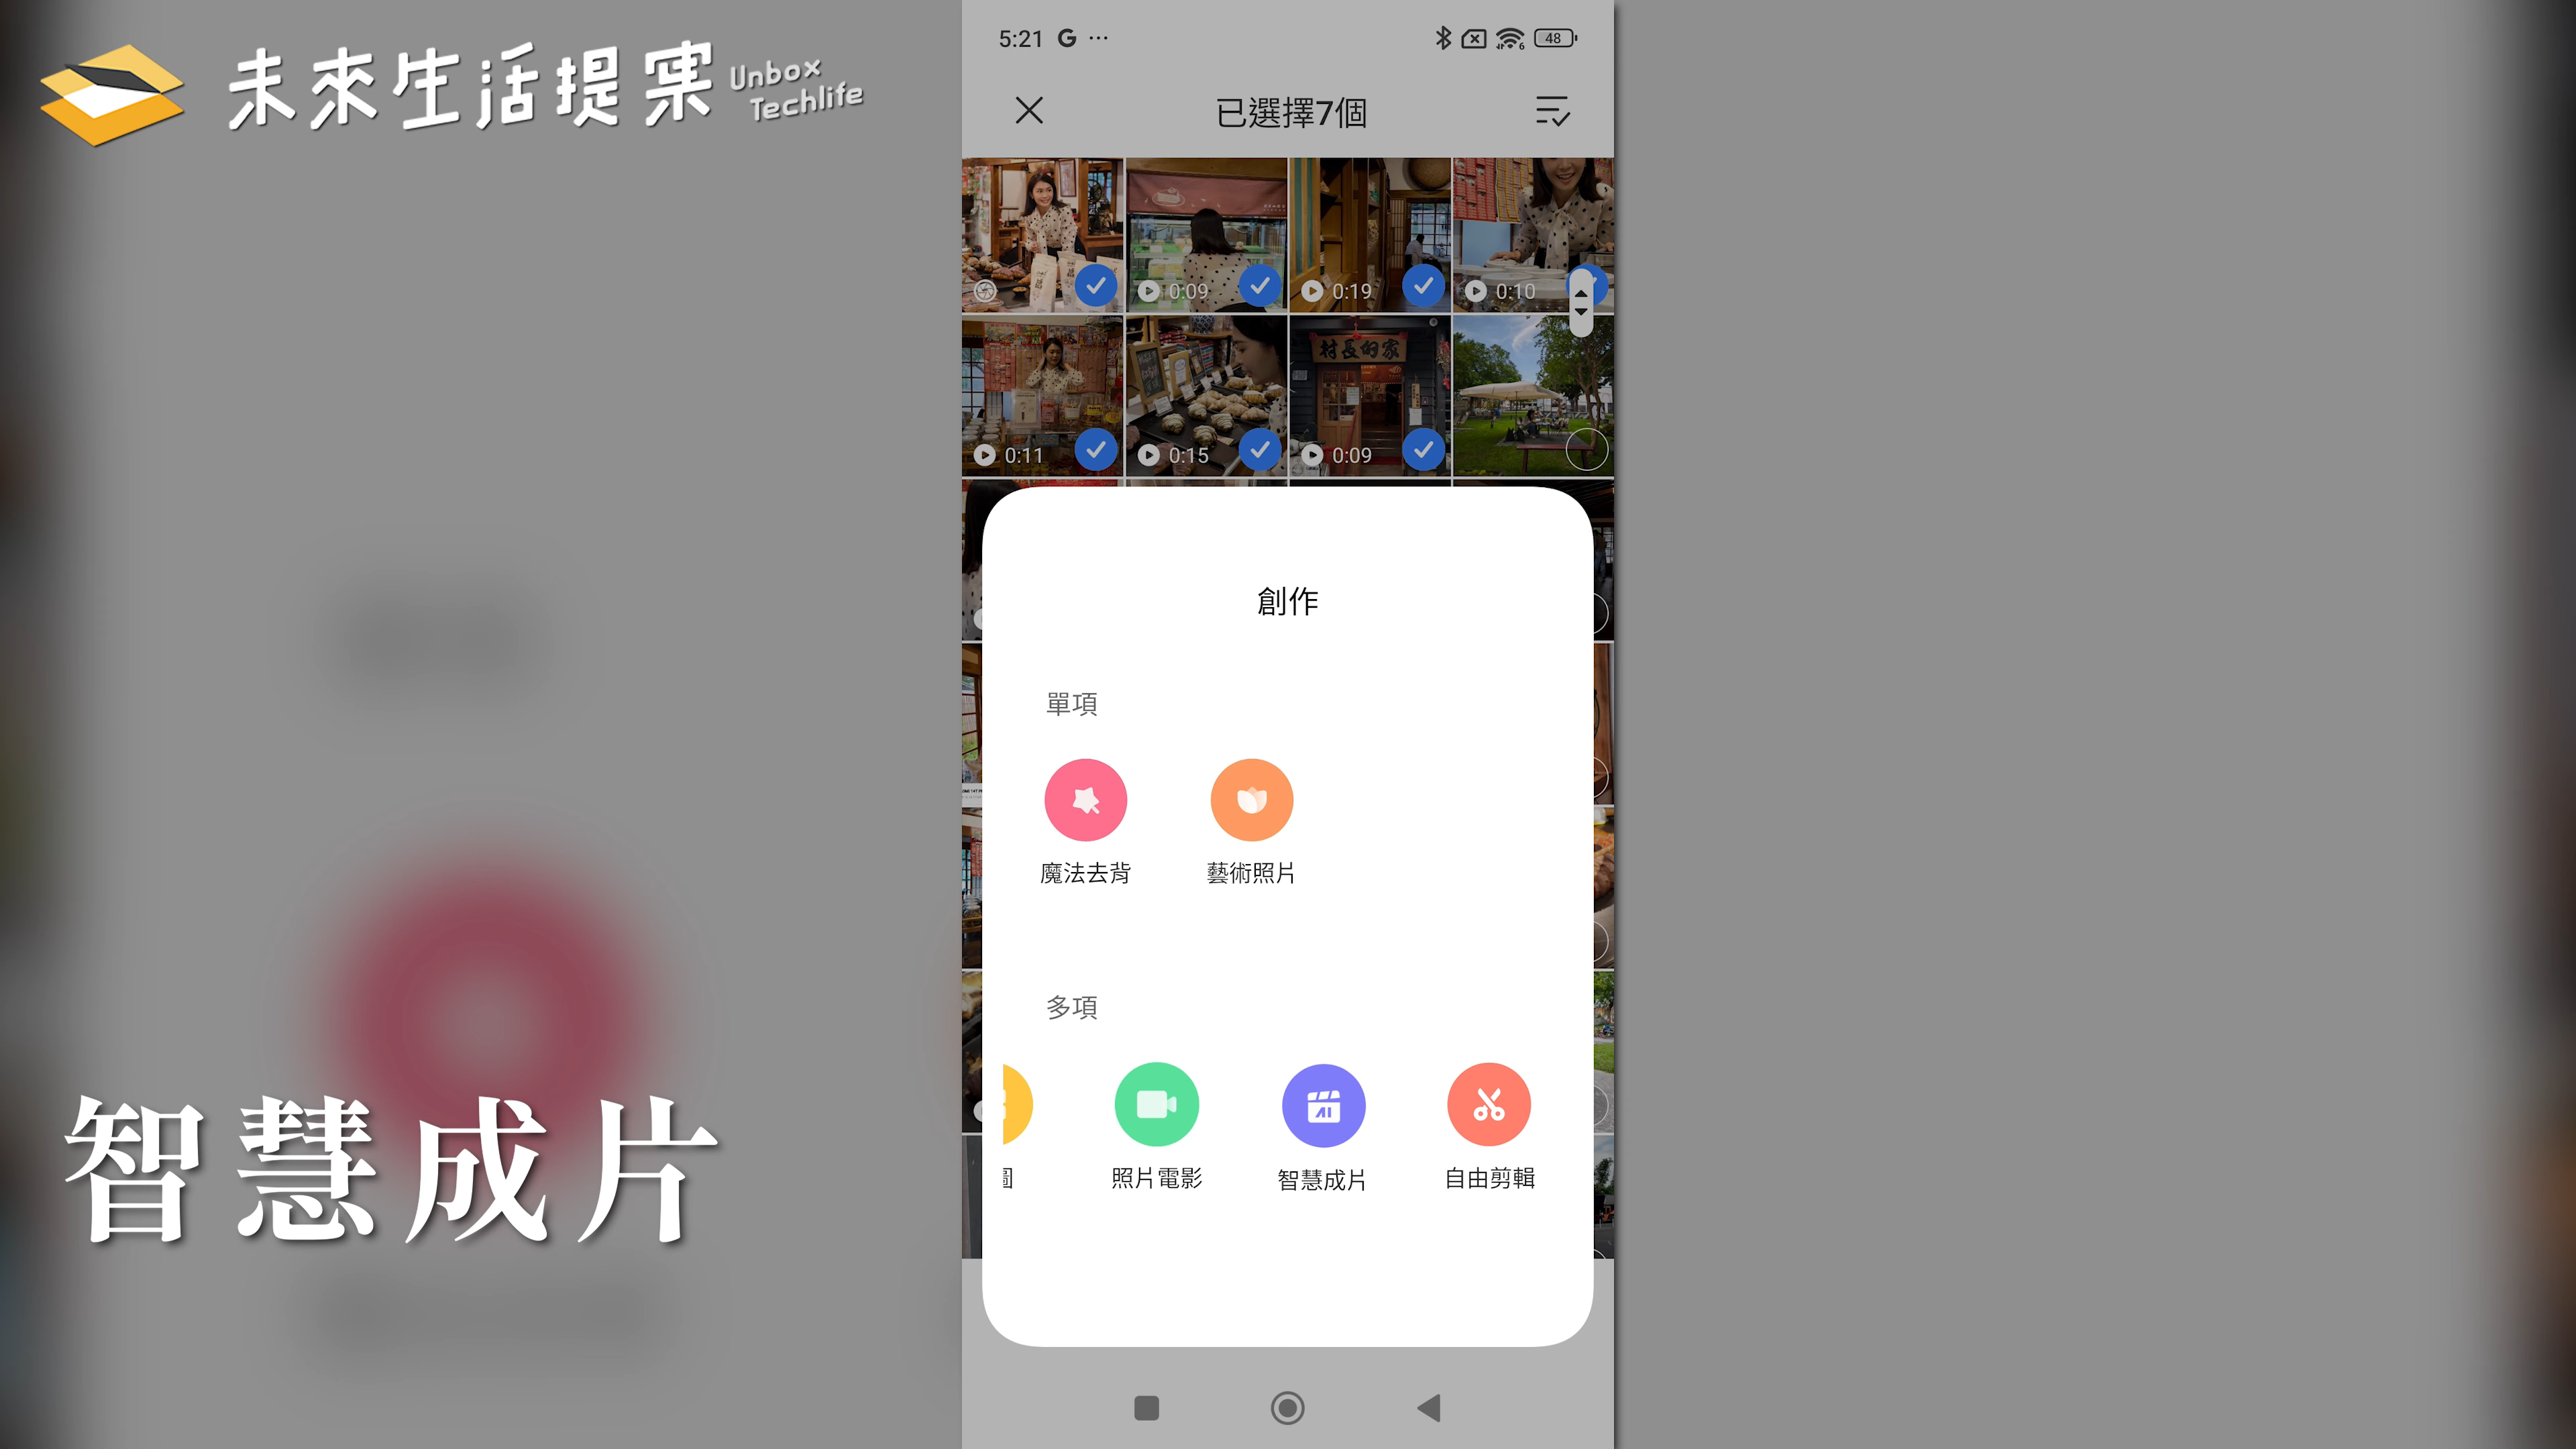 未來生活提案 Unbox Techlife
5:21
48
已選擇7個
0:09
0:19
0:10
村長的家
0:11
0:15
0:09
創作
單項
魔法去背
藝術照片
多項
圖
照片電影
智慧成片
自由剪輯
AI
智慧成片